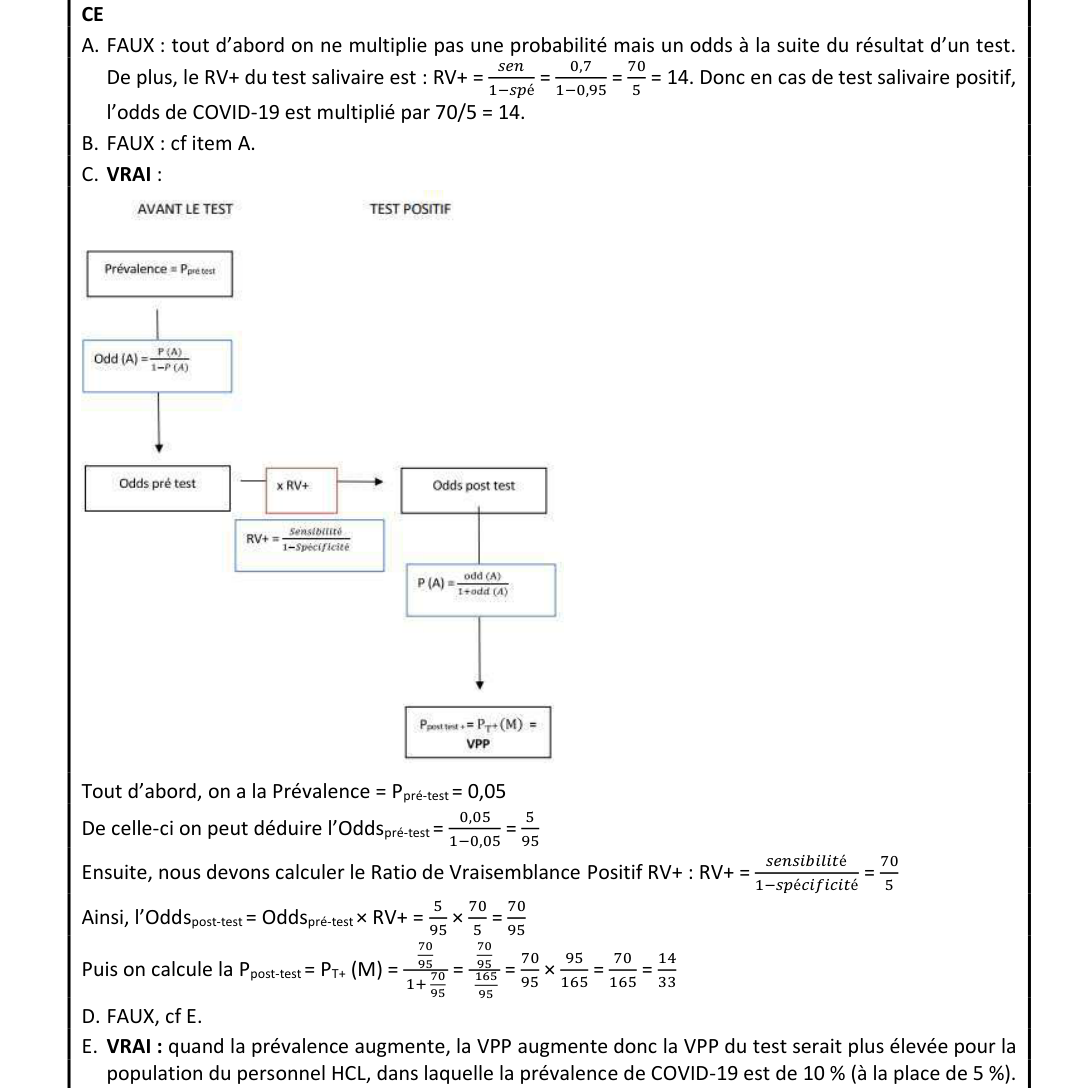 CE
A. FAUX : tout d'abord on ne multiplie pas une probabilité mais un odds à la suite du résultat d'un test.
De plus, le RV+ du test salivaire est : RV+ = sen/(1−spé) = 0,7/(1−0,95) = 70/5 = 14. Donc en cas de test salivaire positif,
l'odds de COVID-19 est multiplié par 70/5 = 14.
B. FAUX : cf item A.
C. VRAI :
AVANT LE TEST TEST POSITIF
Prévalence = Ppré test
Odd (A) = P (A)/(1−P (A))
Odds pré test x RV+ Odds post test
RV+ = Sensibilité/(1−Spécificité)
P (A) = odd (A)/(1+odd (A))
Ppost test + = PT+ (M) =
VPP
Tout d'abord, on a la Prévalence = Ppré-test = 0,05
De celle-ci on peut déduire l'Oddspré-test = 0,05/(1−0,05) = 5/95
Ensuite, nous devons calculer le Ratio de Vraisemblance Positif RV+ : RV+ = sensibilité/(1−spécificité) = 70/5
Ainsi, l'Oddspost-test = Oddspré-test × RV+ = 5/95 × 70/5 = 70/95
Puis on calcule la Ppost-test = PT+ (M) = (70/95)/(1+70/95) = (70/95)/(165/95) = 70/95 × 95/165 = 70/165 = 14/33
D. FAUX, cf E.
E. VRAI : quand la prévalence augmente, la VPP augmente donc la VPP du test serait plus élevée pour la
population du personnel HCL, dans laquelle la prévalence de COVID-19 est de 10 % (à la place de 5 %).